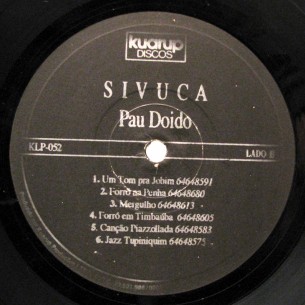 kuarup
DISCOS
SIVUCA
Pau Doido
KLP-052
LADO
1. Um Tom pra Jobim 64648591
2. Forró na Penha 64648680
3. Mergulho 64648613
4. Forró em Timbaúba 64648605
5. Canção Piazzollada 64648583
6. Jazz Tupiniquim 64648575